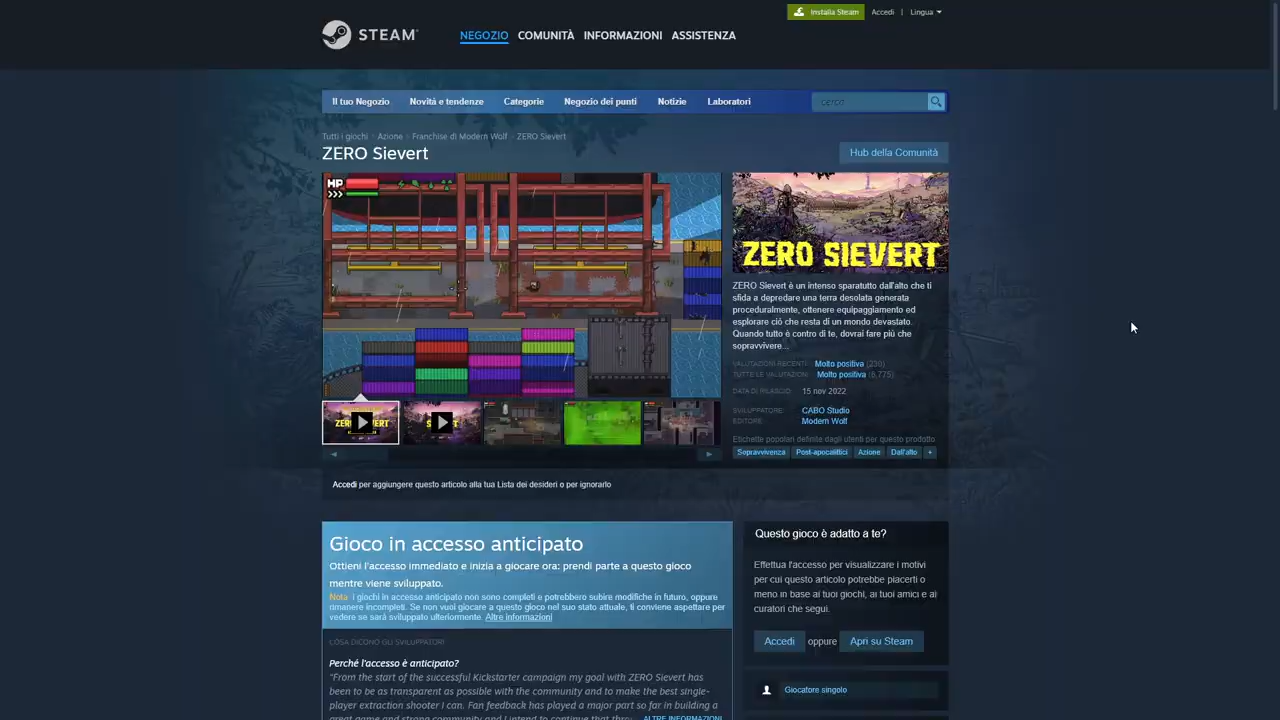 Installa Steam
Accedi | Lingua
STEAM
NEGOZIO COMUNITÀ INFORMAZIONI ASSISTENZA
Il tuo Negozio Novità e tendenze Categorie Negozio dei punti Notizie Laboratori
cerca
Tutti i giochi > Azione > Franchise di Modern Wolf > ZERO Sievert
ZERO Sievert
Hub della Comunità
HP
ZERO SIEVERT
ZERO Sievert è un intenso sparatutto dall'alto che ti
sfida a depredare una terra desolata generata
proceduralmente, ottenere equipaggiamento ed
esplorare ciò che resta di un mondo devastato.
Quando tutto è contro di te, dovrai fare più che
sopravvivere...
VALUTAZIONI RECENTI: Molto positiva (230)
TUTTE LE VALUTAZIONI: Molto positiva (6,775)
DATA DI RILASCIO: 15 nov 2022
SVILUPPATORE: CABO Studio
EDITORE: Modern Wolf
Etichette popolari definite dagli utenti per questo prodotto
Sopravvivenza Post-apocalittici Azione Dall'alto +
Accedi per aggiungere questo articolo alla tua Lista dei desideri o per ignorarlo
Gioco in accesso anticipato
Ottieni l'accesso immediato e inizia a giocare ora: prendi parte a questo gioco
mentre viene sviluppato.
Nota: i giochi in accesso anticipato non sono completi e potrebbero subire modifiche in futuro, oppure
rimanere incompleti. Se non vuoi giocare a questo gioco nel suo stato attuale, ti conviene aspettare per
vedere se sarà sviluppato ulteriormente. Altre informazioni
COSA DICONO GLI SVILUPPATORI:
Perché l'accesso è anticipato?
"From the start of the successful Kickstarter campaign my goal with ZERO Sievert has
been to be as transparent as possible with the community and to make the best single-
player extraction shooter I can. Fan feedback has played a major part so far in building a
great game and strong community and I intend to continue that
ALTRE INFORMAZIONI
Questo gioco è adatto a te?
Effettua l'accesso per visualizzare i motivi
per cui questo articolo potrebbe piacerti o
meno in base ai tuoi giochi, ai tuoi amici e ai
curatori che segui.
Accedi oppure Apri su Steam
Giocatore singolo